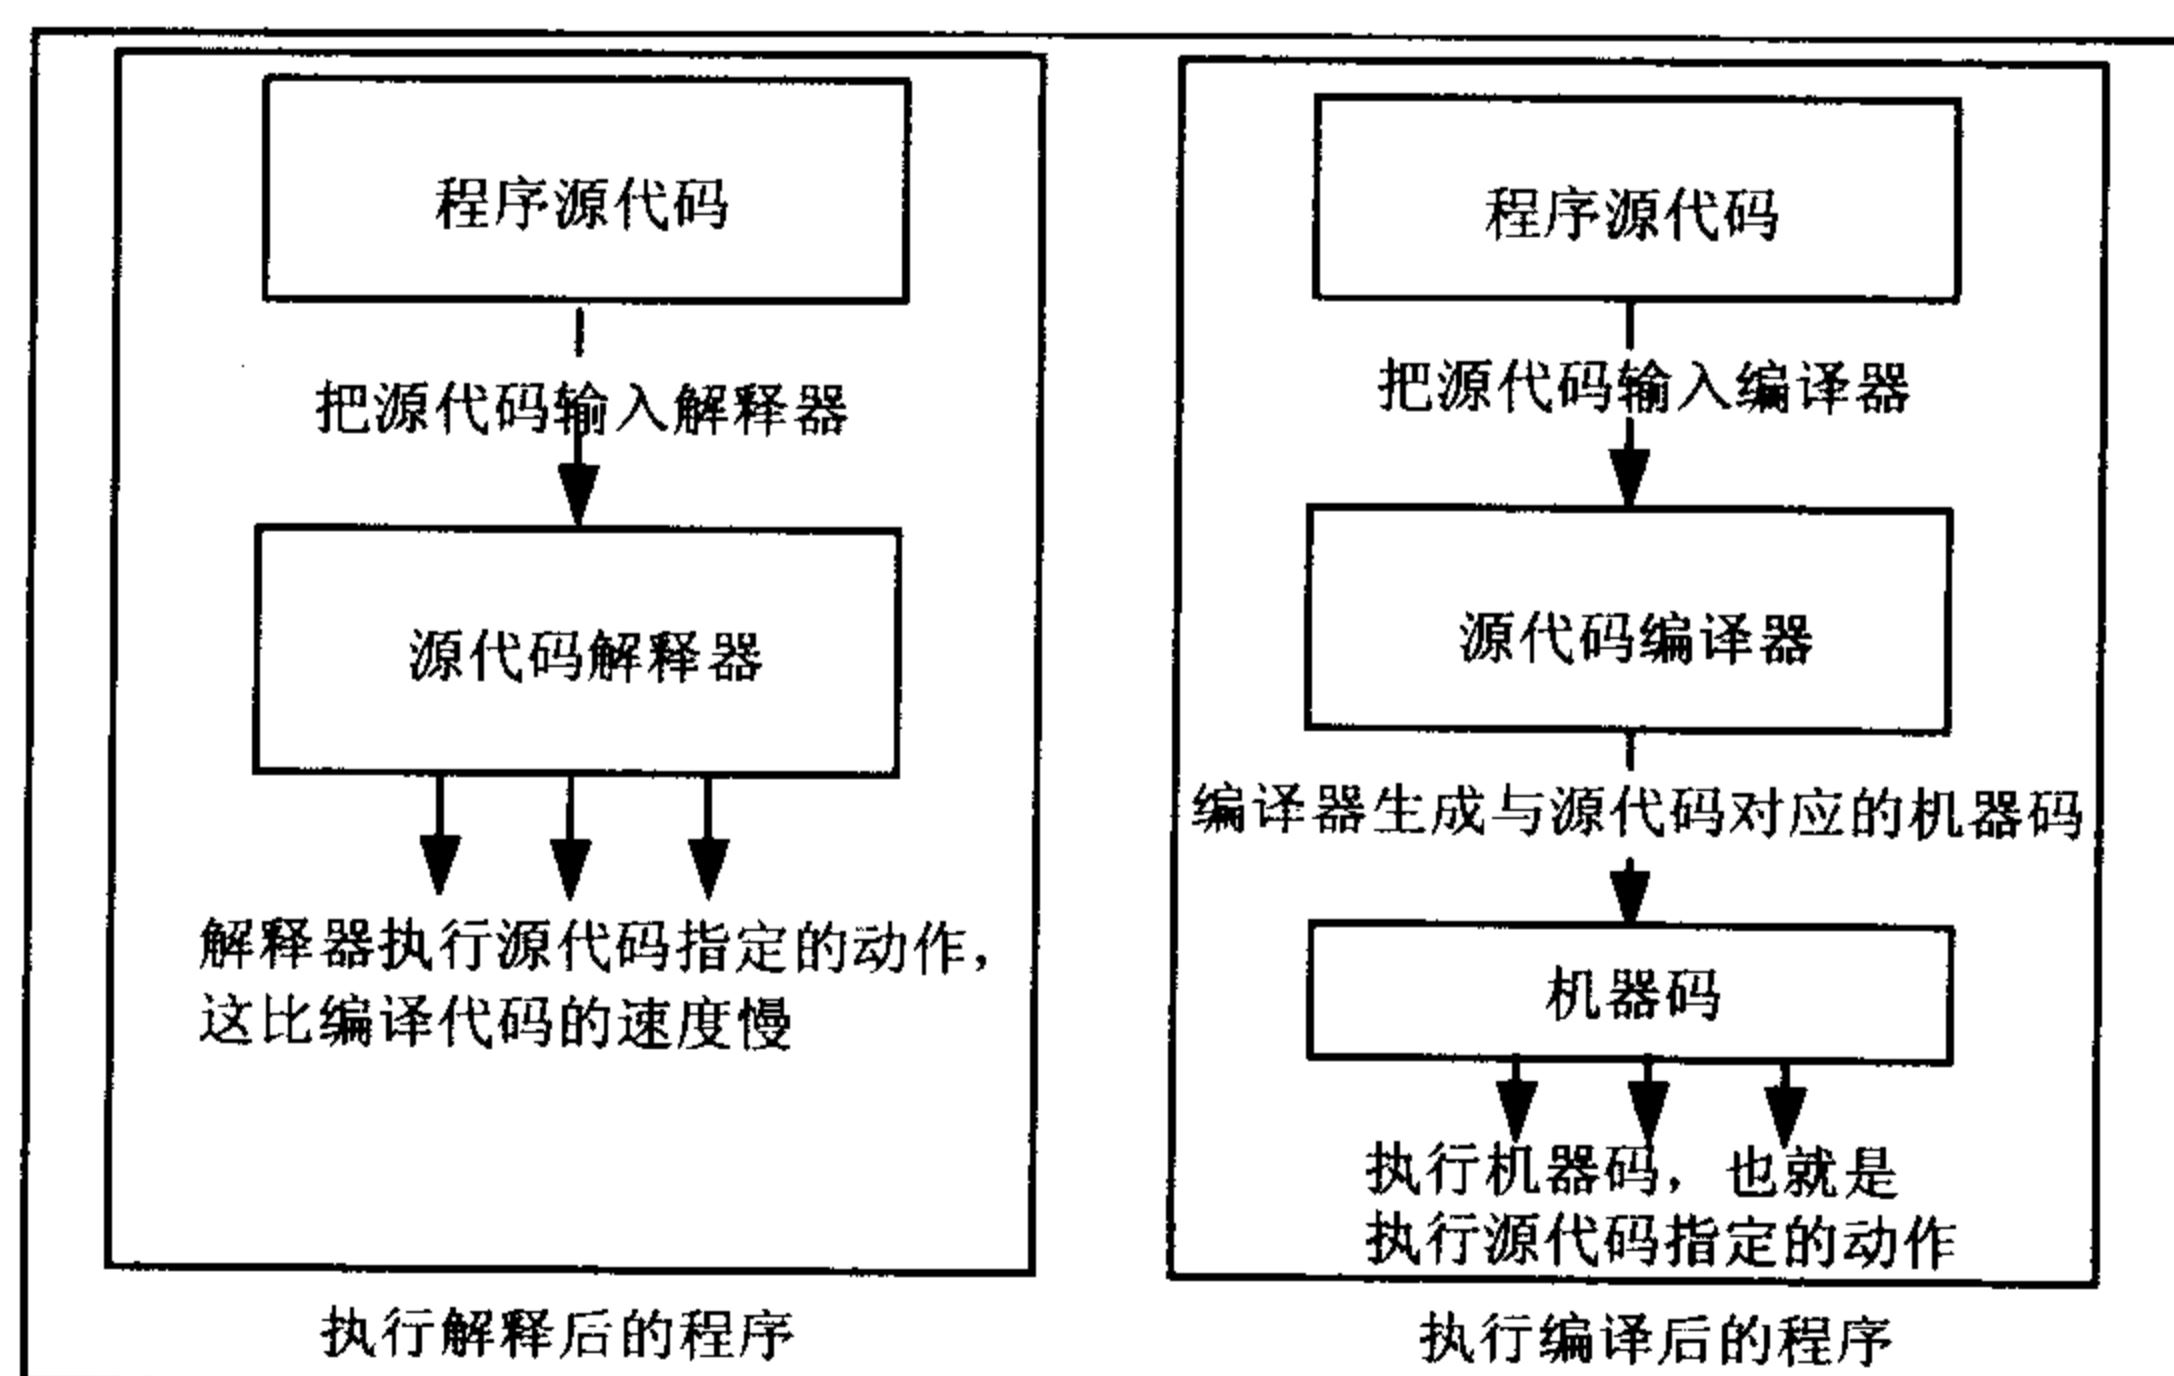 程序源代码
把源代码输入解释器
源代码解释器
解释器执行源代码指定的动作，
这比编译代码的速度慢
执行解释后的程序
程序源代码
把源代码输入编译器
源代码编译器
编译器生成与源代码对应的机器码
机器码
执行机器码，也就是
执行源代码指定的动作
执行编译后的程序